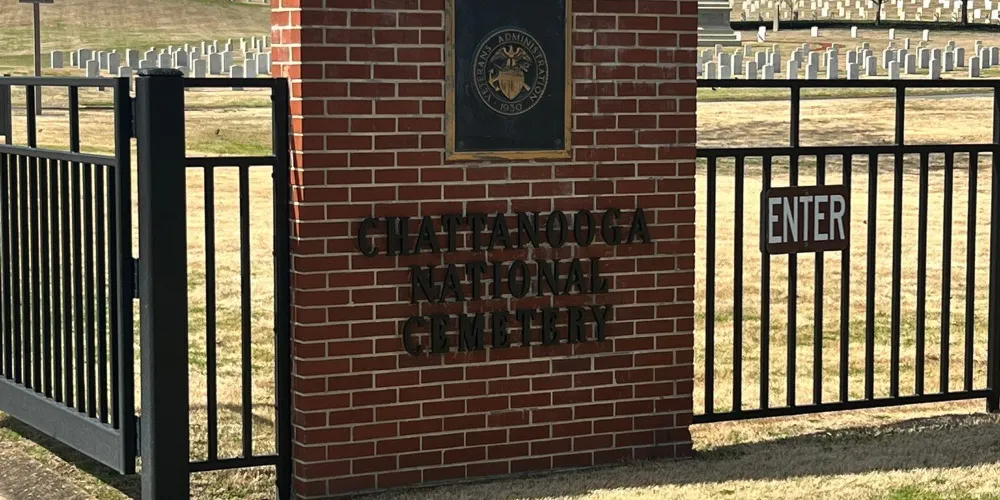 VETERANS ADMINISTRATION
1930
CHATTANOOGA
NATIONAL
CEMETERY
ENTER